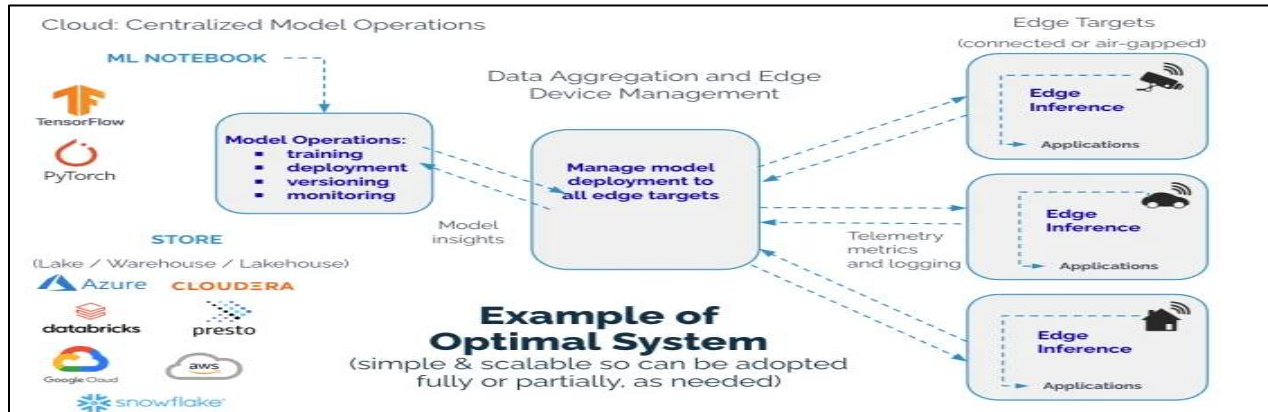 Cloud: Centralized Model Operations
ML NOTEBOOK
TensorFlow
PyTorch
Model Operations:
▪ training
▪ deployment
▪ versioning
▪ monitoring
STORE
(Lake / Warehouse / Lakehouse)
Azure
CLOUDERA
databricks
presto
Google Cloud
aws
snowflake
Data Aggregation and Edge
Device Management
Manage model
deployment to
all edge targets
Model
insights
Telemetry
metrics
and logging
Example of
Optimal System
(simple & scalable so can be adopted
fully or partially, as needed)
Edge Targets
(connected or air-gapped)
Edge
Inference
Applications
Edge
Inference
Applications
Edge
Inference
Applications